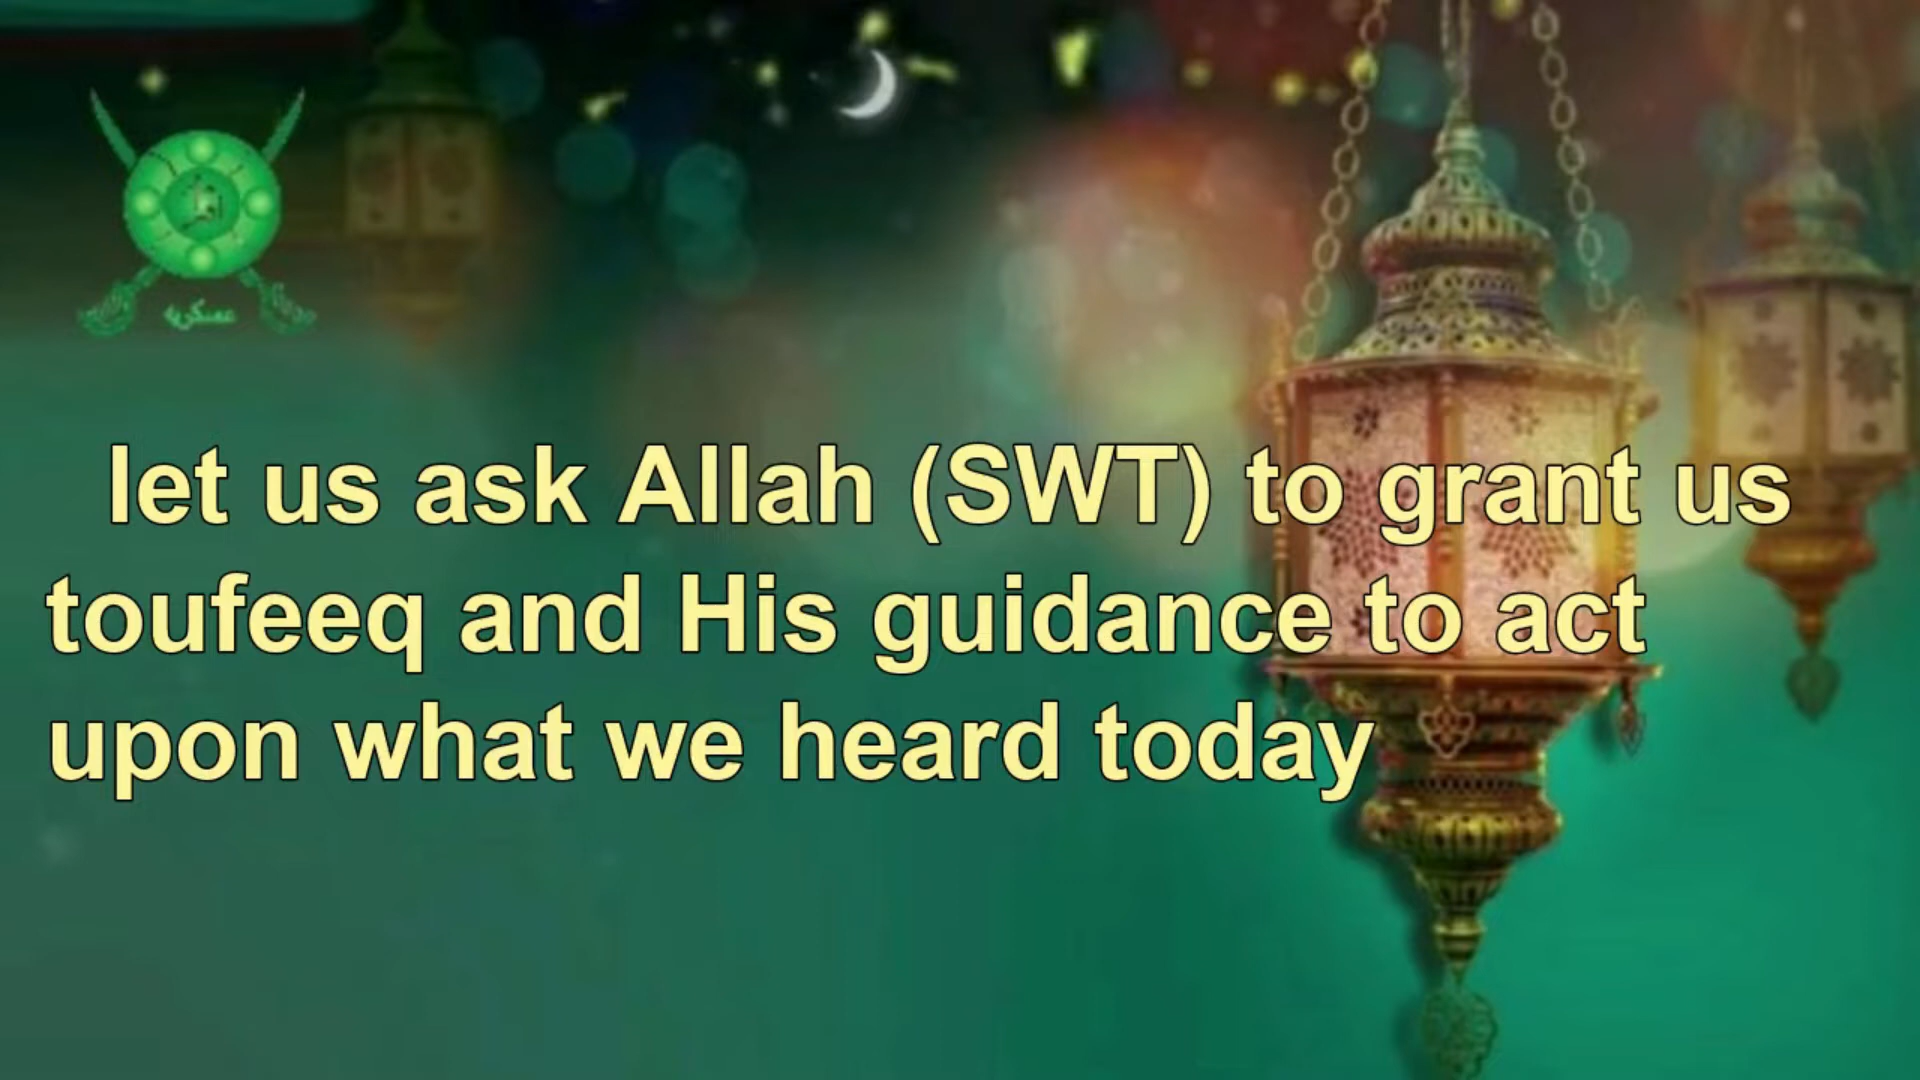 عسكريه
let us ask Allah (SWT) to grant us
toufeeq and His guidance to act
upon what we heard today